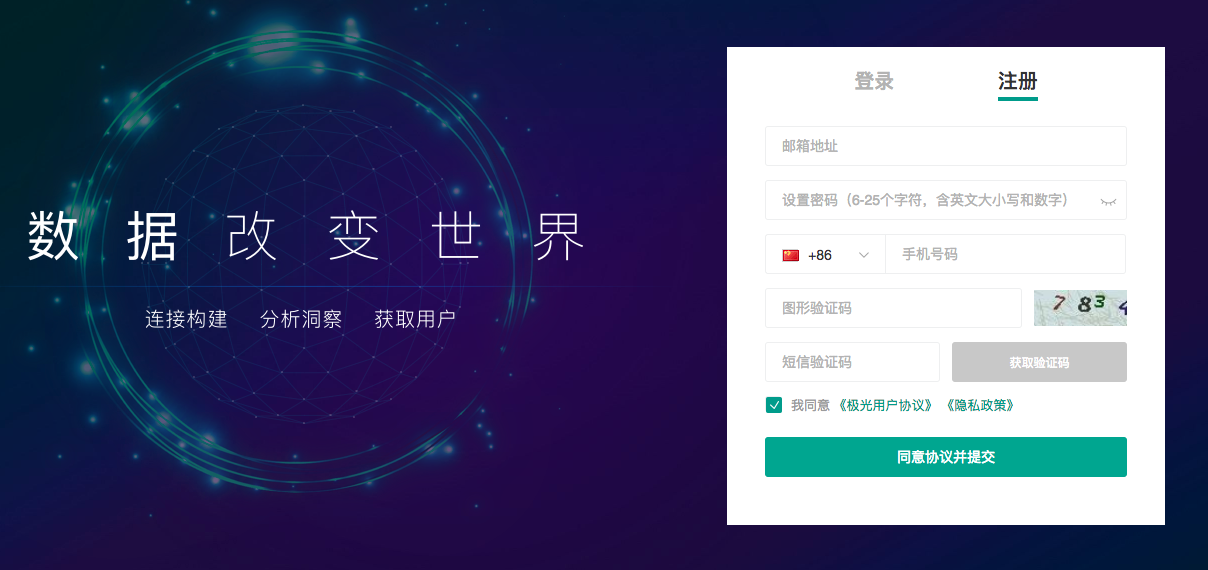 数据改变世界
连接构建 分析洞察 获取用户
登录 注册
邮箱地址
设置密码（6-25个字符，含英文大小写和数字）
+86 手机号码
图形验证码 7 8 3 4
短信验证码 获取验证码
我同意《极光用户协议》《隐私政策》
同意协议并提交